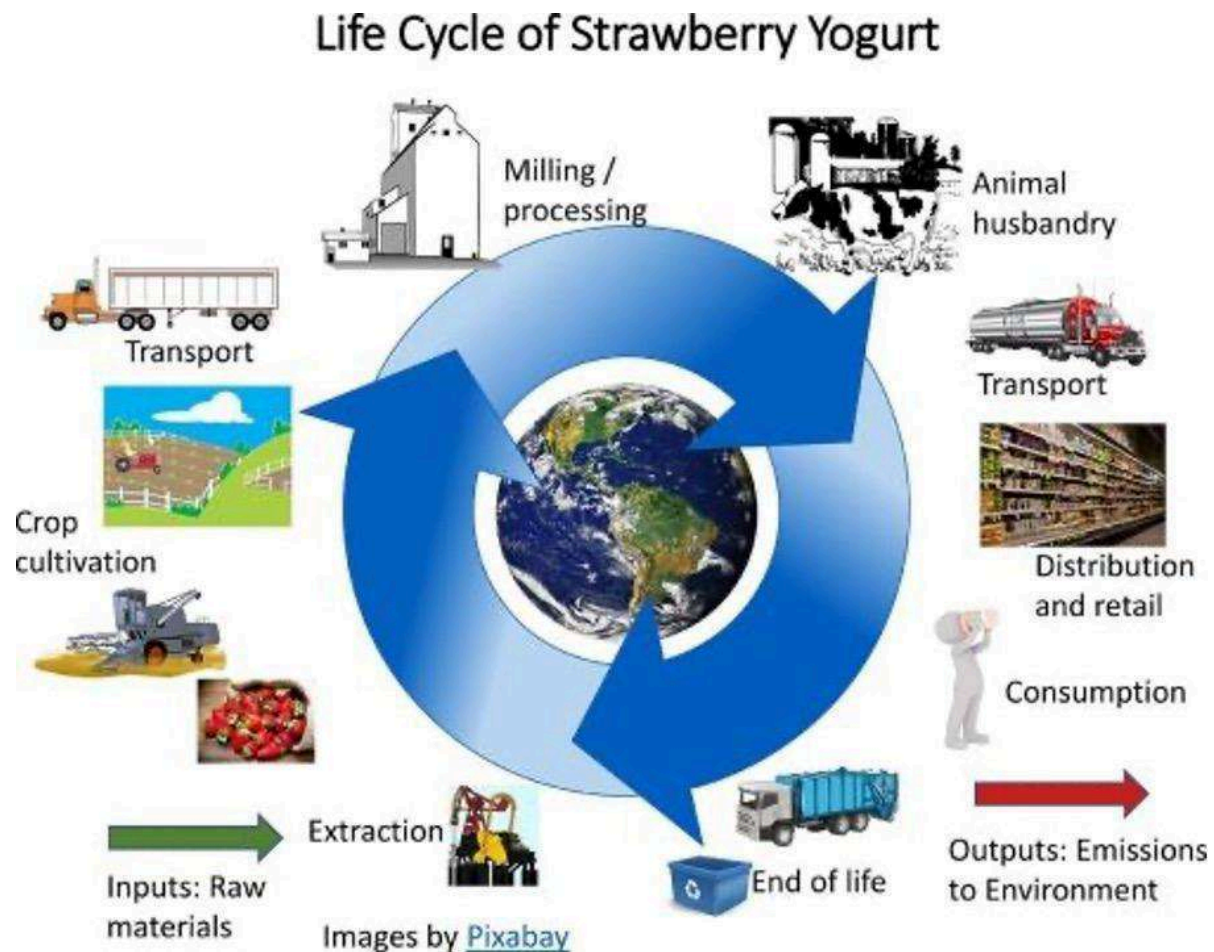 Life Cycle of Strawberry Yogurt
Milling /
processing
Animal
husbandry
Transport
Transport
Crop
cultivation
Distribution
and retail
Consumption
Extraction
End of life
Inputs: Raw
materials
Outputs: Emissions
to Environment
Images by Pixabay